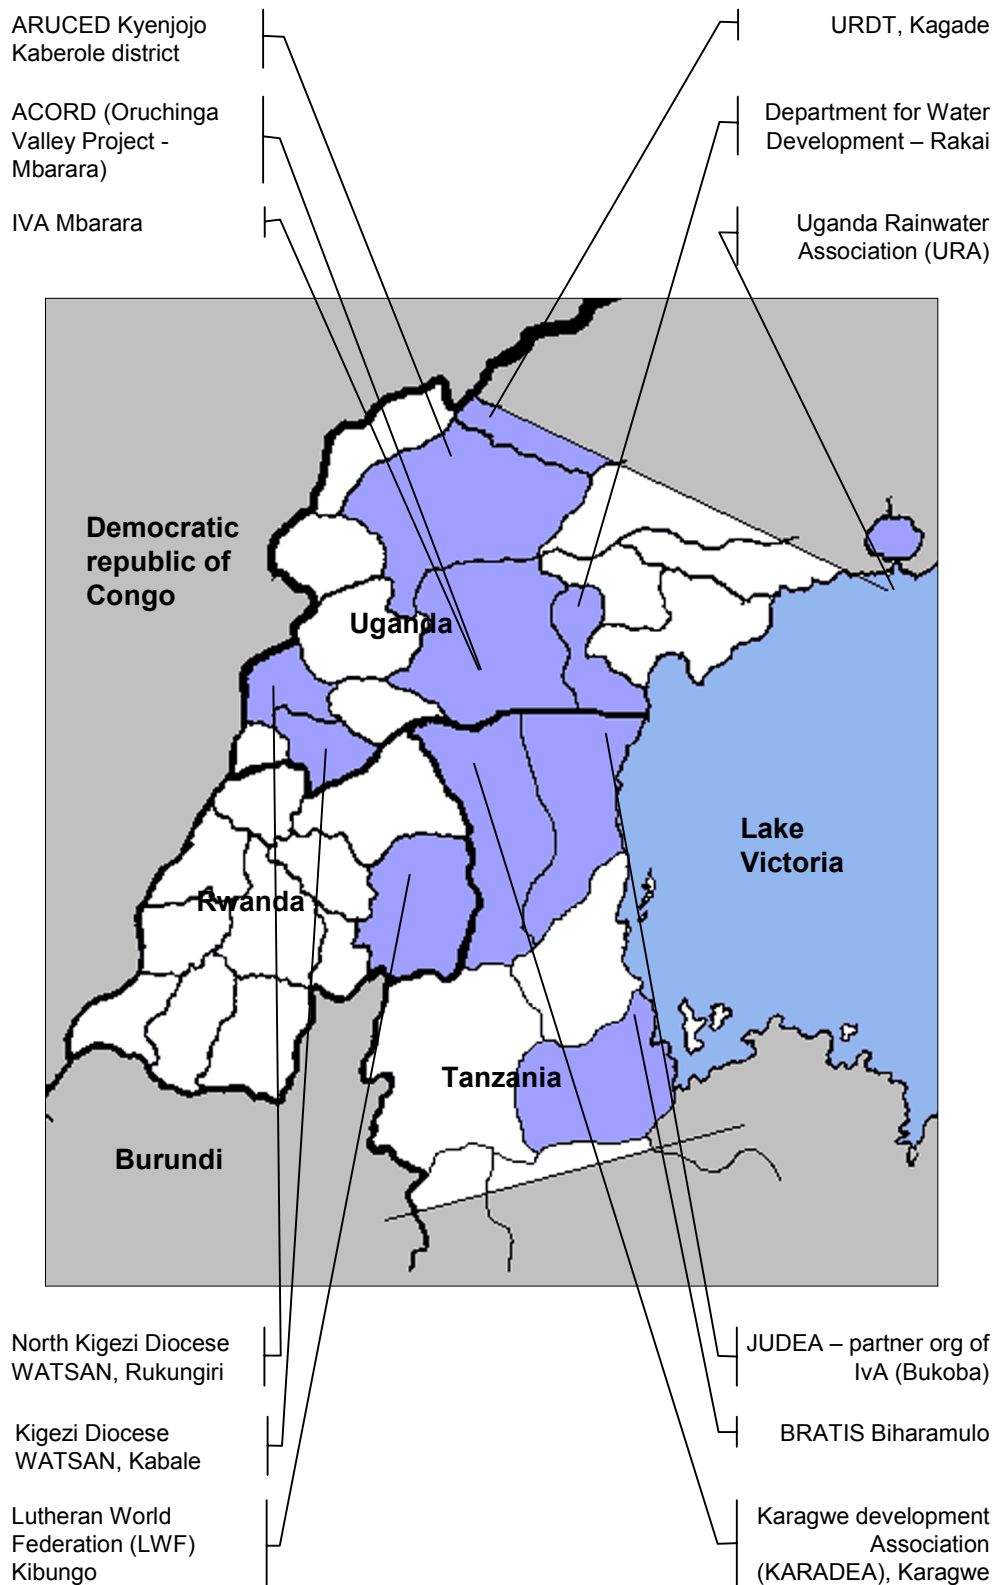 ARUCED Kyenjojo
Kaberole district
URDT, Kagade
ACORD (Oruchinga
Valley Project -
Mbarara)
Department for Water
Development – Rakai
IVA Mbarara
Uganda Rainwater
Association (URA)
Democratic
republic of
Congo
Uganda
Lake
Victoria
Rwanda
Tanzania
Burundi
North Kigezi Diocese
WATSAN, Rukungiri
JUDEA – partner org of
IvA (Bukoba)
Kigezi Diocese
WATSAN, Kabale
BRATIS Biharamulo
Lutheran World
Federation (LWF)
Kibungo
Karagwe development
Association
(KARADEA), Karagwe